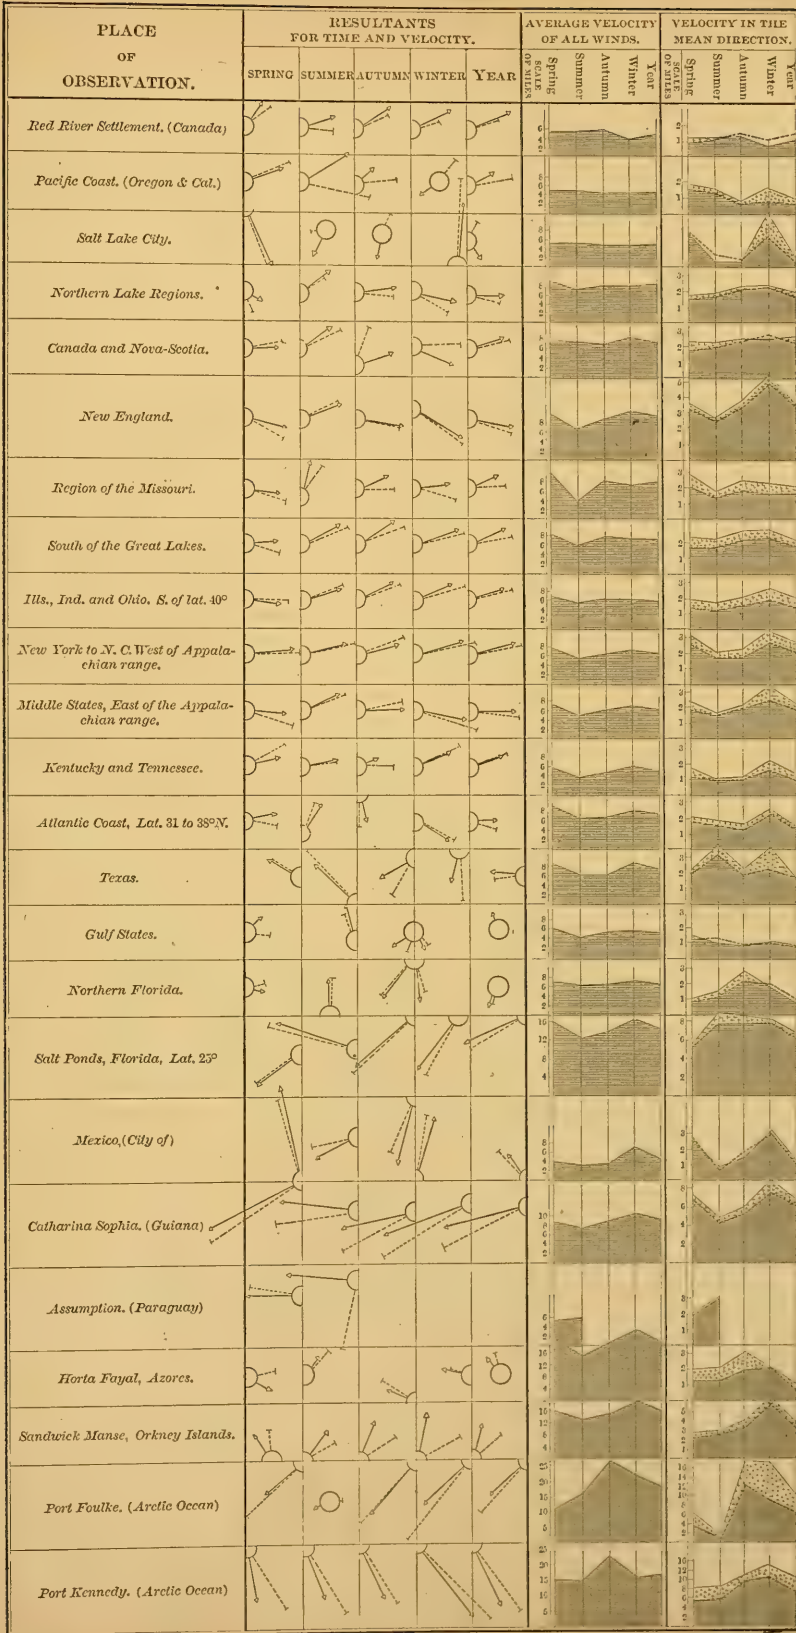 PLACE
OF
OBSERVATION.
RESULTANTS
FOR TIME AND VELOCITY.
SPRING SUMMER AUTUMN WINTER YEAR
AVERAGE VELOCITY
OF ALL WINDS.
SCALE
OF MILES
Spring
Summer
Autumn
Winter
Year
VELOCITY IN THE
MEAN DIRECTION.
SCALE
OF MILES
Spring
Summer
Autumn
Winter
Year
Red River Settlement. (Canada)
Pacific Coast. (Oregon & Cal.)
Salt Lake City.
Northern Lake Regions.
Canada and Nova-Scotia.
New England.
Region of the Missouri.
South of the Great Lakes.
Ills., Ind. and Ohio. S. of lat. 40°
New York to N. C. West of Appala-
chian range.
Middle States, East of the Appala-
chian range.
Kentucky and Tennessee.
Atlantic Coast, Lat. 31 to 38° N.
Texas.
Gulf States.
Northern Florida.
Salt Ponds, Florida, Lat. 25°
Mexico, (City of)
Catharina Sophia. (Guiana)
Assumption. (Paraguay)
Horta Fayal, Azores.
Sandwick Manse, Orkney Islands.
Port Foulke. (Arctic Ocean)
Port Kennedy. (Arctic Ocean)